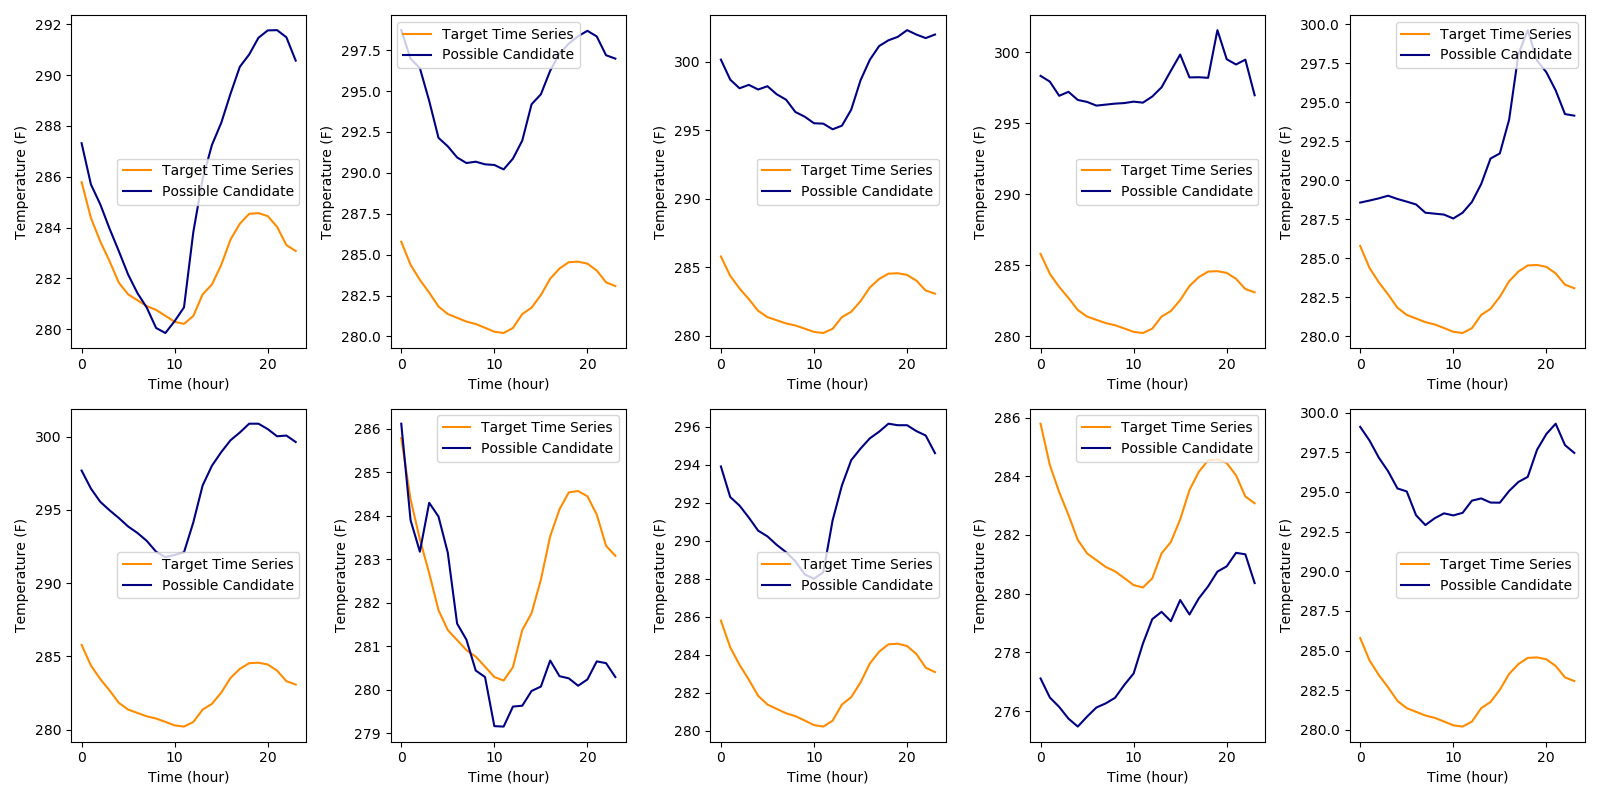 292
290
288
286
284
282
280
Temperature (F)
0
10
20
Time (hour)
Target Time Series
Possible Candidate
297.5
295.0
292.5
290.0
287.5
285.0
282.5
280.0
Temperature (F)
0
10
20
Time (hour)
Target Time Series
Possible Candidate
300
295
290
285
280
Temperature (F)
0
10
20
Time (hour)
Target Time Series
Possible Candidate
300
295
290
285
280
Temperature (F)
0
10
20
Time (hour)
Target Time Series
Possible Candidate
300.0
297.5
295.0
292.5
290.0
287.5
285.0
282.5
280.0
Temperature (F)
0
10
20
Time (hour)
Target Time Series
Possible Candidate
300
295
290
285
280
Temperature (F)
0
10
20
Time (hour)
Target Time Series
Possible Candidate
286
285
284
283
282
281
280
279
Temperature (F)
0
10
20
Time (hour)
Target Time Series
Possible Candidate
296
294
292
290
288
286
284
282
280
Temperature (F)
0
10
20
Time (hour)
Target Time Series
Possible Candidate
286
284
282
280
278
276
Temperature (F)
0
10
20
Time (hour)
Target Time Series
Possible Candidate
300.0
297.5
295.0
292.5
290.0
287.5
285.0
282.5
280.0
Temperature (F)
0
10
20
Time (hour)
Target Time Series
Possible Candidate